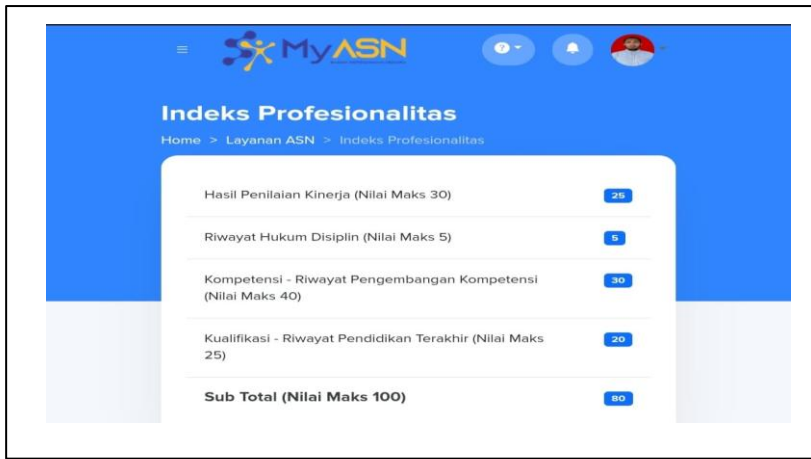 MyASN
Indeks Profesionalitas
Home > Layanan ASN > Indeks Profesionalitas
Hasil Penilaian Kinerja (Nilai Maks 30) 25
Riwayat Hukum Disiplin (Nilai Maks 5) 5
Kompetensi - Riwayat Pengembangan Kompetensi 30
(Nilai Maks 40)
Kualifikasi - Riwayat Pendidikan Terakhir (Nilai Maks 20
25)
Sub Total (Nilai Maks 100) 80